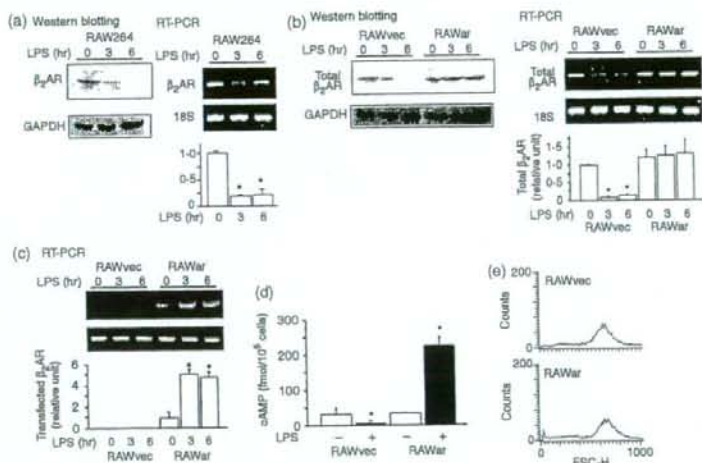 (a) Western blotting
RAW264
LPS (hr) 0 3 6
β2AR
GAPDH
RT-PCR
RAW264
LPS (hr) 0 3 6
β2AR
18S
1·0
0·5
0
* *
LPS (hr) 0 3 6
(b) Western blotting
RAWvec RAWar
LPS (hr) 0 3 6 0 3 6
Total β2AR
GAPDH
RT-PCR
RAWvec RAWar
LPS (hr) 0 3 6 0 3 6
Total β2AR
18S
Total β2AR (relative unit)
1·5
1·0
0·5
0
* *
LPS (hr) 0 3 6 0 3 6
RAWvec RAWar
(c) RT-PCR
RAWvec RAWar
LPS (hr) 0 3 6 0 3 6
Transfected β2AR (relative unit)
6
4
2
0
* *
LPS (hr) 0 3 6 0 3 6
RAWvec RAWar
(d)
cAMP (fmol/10⁶ cells)
300
200
100
0
* *
LPS – + – +
RAWvec RAWar
(e)
200
Counts
RAWvec
0
200
Counts
RAWar
0
0 1000
FSC-H